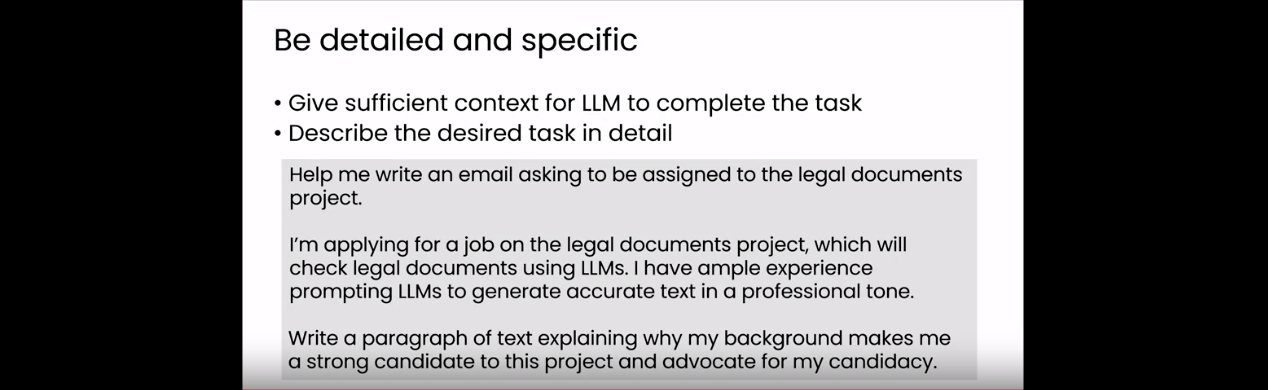 Be detailed and specific
• Give sufficient context for LLM to complete the task
• Describe the desired task in detail
Help me write an email asking to be assigned to the legal documents
project.
I'm applying for a job on the legal documents project, which will
check legal documents using LLMs. I have ample experience
prompting LLMs to generate accurate text in a professional tone.
Write a paragraph of text explaining why my background makes me
a strong candidate to this project and advocate for my candidacy.